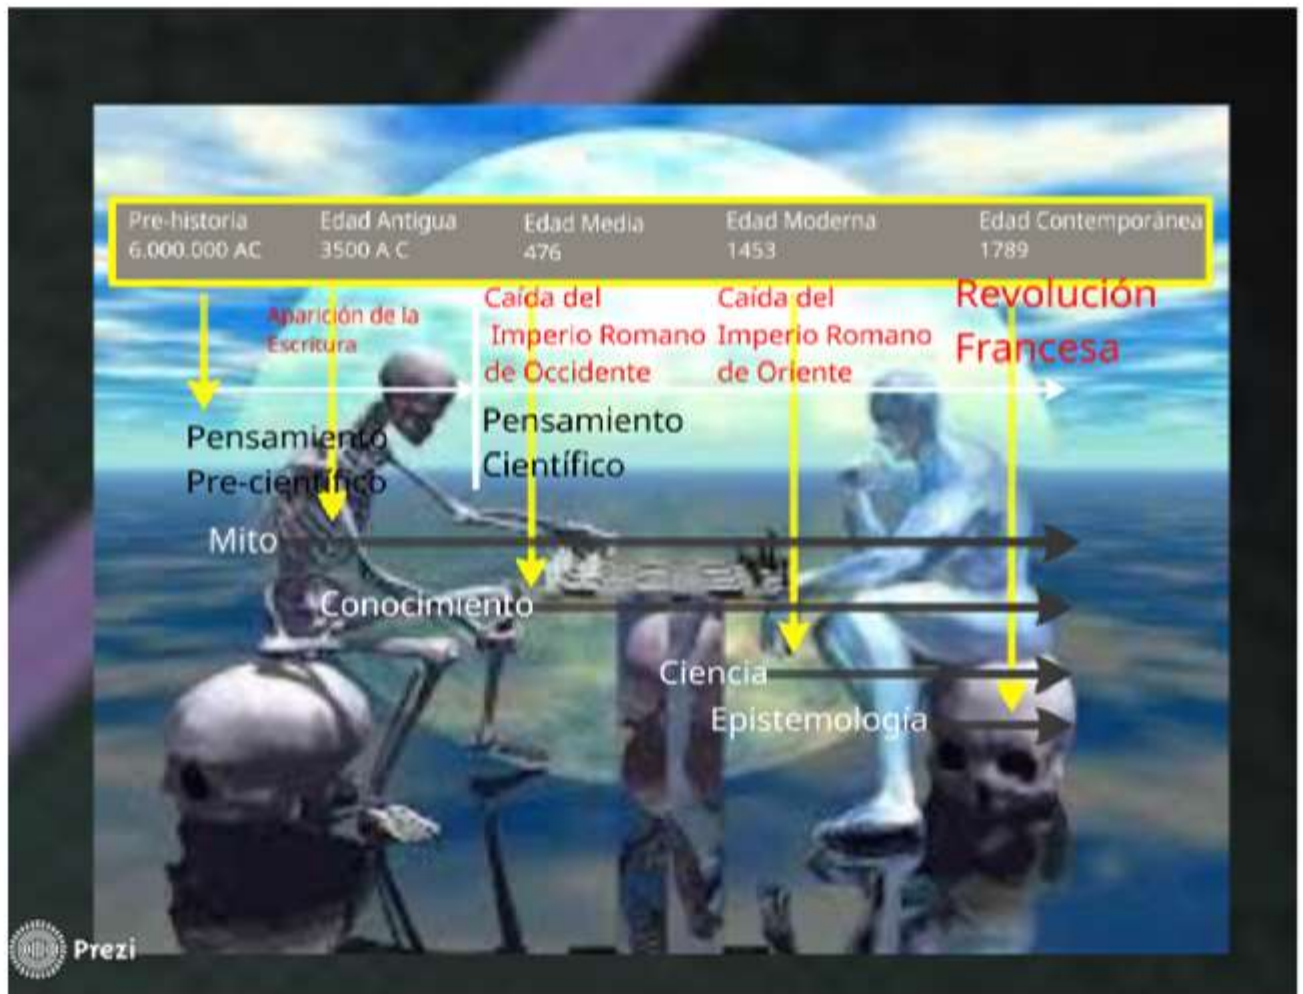 Pre-historia
6.000.000 AC
Edad Antigua
3500 A C
Edad Media
476
Edad Moderna
1453
Edad Contemporánea
1789
Aparición de la
Escritura
Caída del
Imperio Romano
de Occidente
Caída del
Imperio Romano
de Oriente
Revolución
Francesa
Pensamiento
Pre-científico
Pensamiento
Científico
Mito
Conocimiento
Ciencia
Epistemología
Prezi